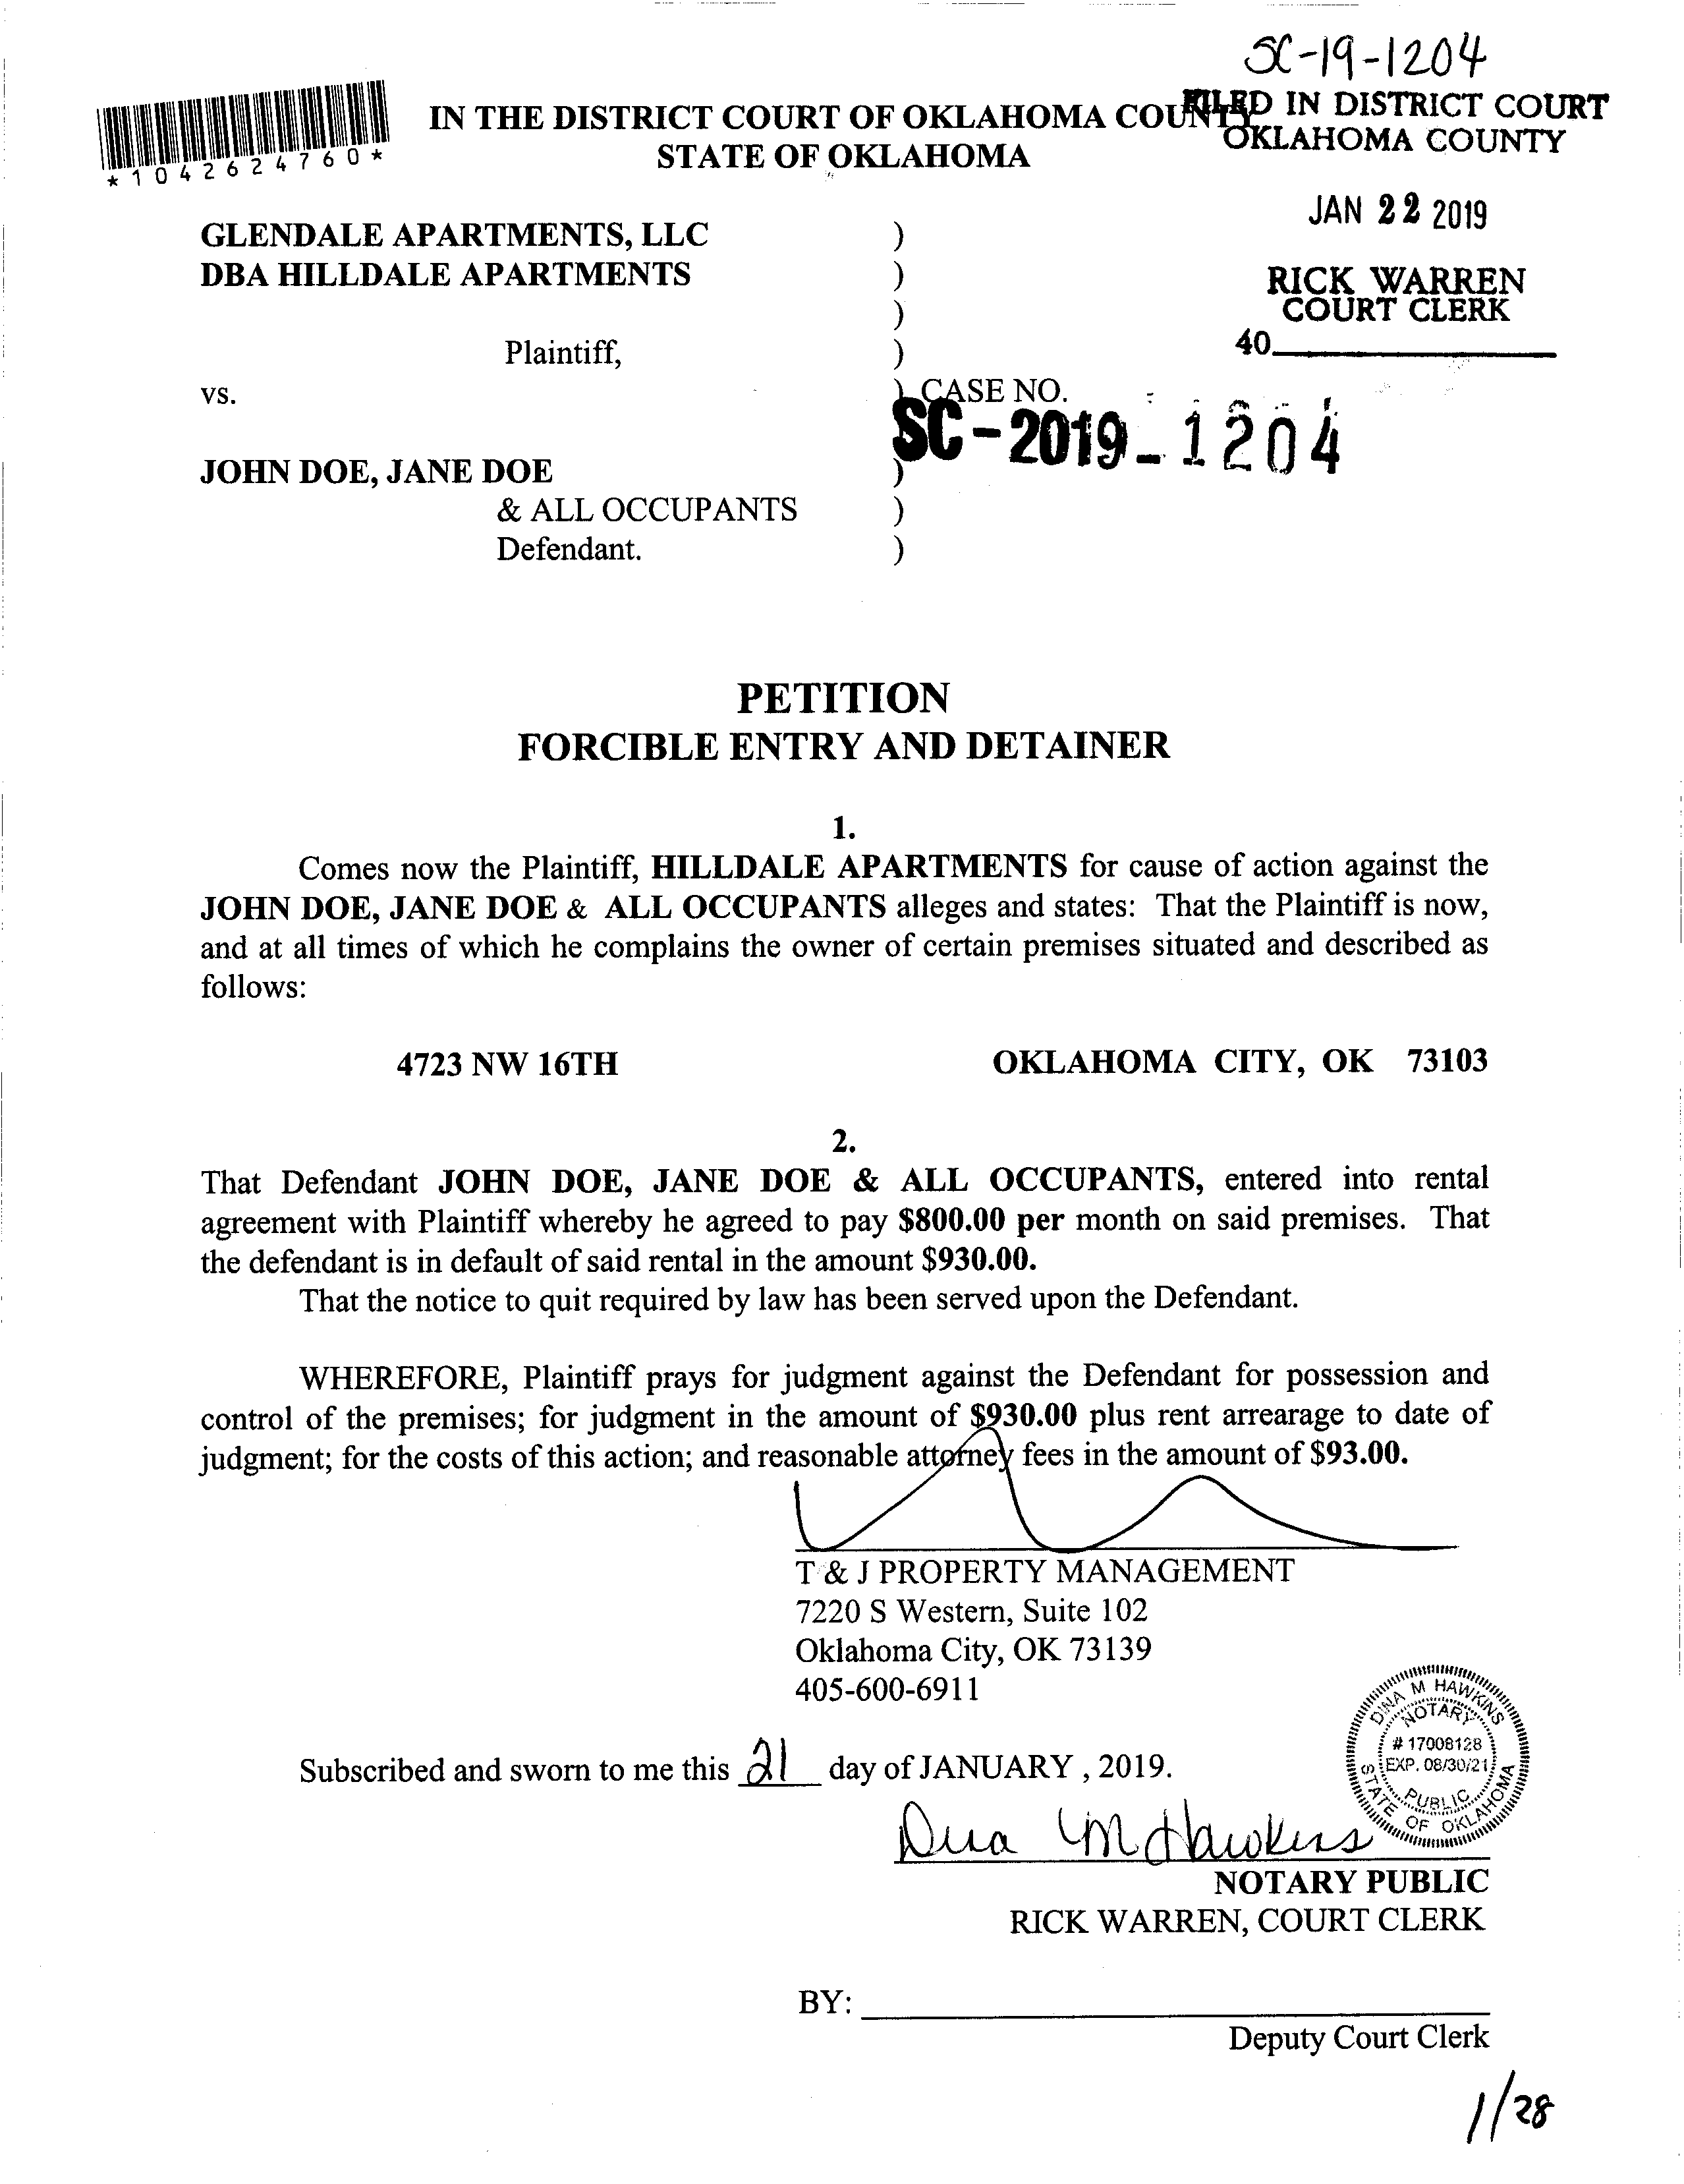 SC-19-1204
*1042624760*
IN THE DISTRICT COURT OF OKLAHOMA COUNTY
STATE OF OKLAHOMA
FILED IN DISTRICT COURT
OKLAHOMA COUNTY
JAN 22 2019
RICK WARREN
COURT CLERK
40
GLENDALE APARTMENTS, LLC )
DBA HILLDALE APARTMENTS )
)
Plaintiff, )
vs. ) CASE NO.
SC-2019-1204
JOHN DOE, JANE DOE )
& ALL OCCUPANTS )
Defendant. )
PETITION
FORCIBLE ENTRY AND DETAINER
1.
Comes now the Plaintiff, HILLDALE APARTMENTS for cause of action against the
JOHN DOE, JANE DOE & ALL OCCUPANTS alleges and states: That the Plaintiff is now,
and at all times of which he complains the owner of certain premises situated and described as
follows:
4723 NW 16TH OKLAHOMA CITY, OK 73103
2.
That Defendant JOHN DOE, JANE DOE & ALL OCCUPANTS, entered into rental
agreement with Plaintiff whereby he agreed to pay $800.00 per month on said premises. That
the defendant is in default of said rental in the amount $930.00.
That the notice to quit required by law has been served upon the Defendant.
WHEREFORE, Plaintiff prays for judgment against the Defendant for possession and
control of the premises; for judgment in the amount of $930.00 plus rent arrearage to date of
judgment; for the costs of this action; and reasonable attorney fees in the amount of $93.00.
T & J PROPERTY MANAGEMENT
7220 S Western, Suite 102
Oklahoma City, OK 73139
405-600-6911
DINA M HAWKINS
NOTARY
# 17008128
EXP. 08/30/21
PUBLIC
STATE OF OKLAHOMA
Subscribed and sworn to me this 21 day of JANUARY , 2019.
Dina M Hawkins
NOTARY PUBLIC
RICK WARREN, COURT CLERK
BY:
Deputy Court Clerk
1/28